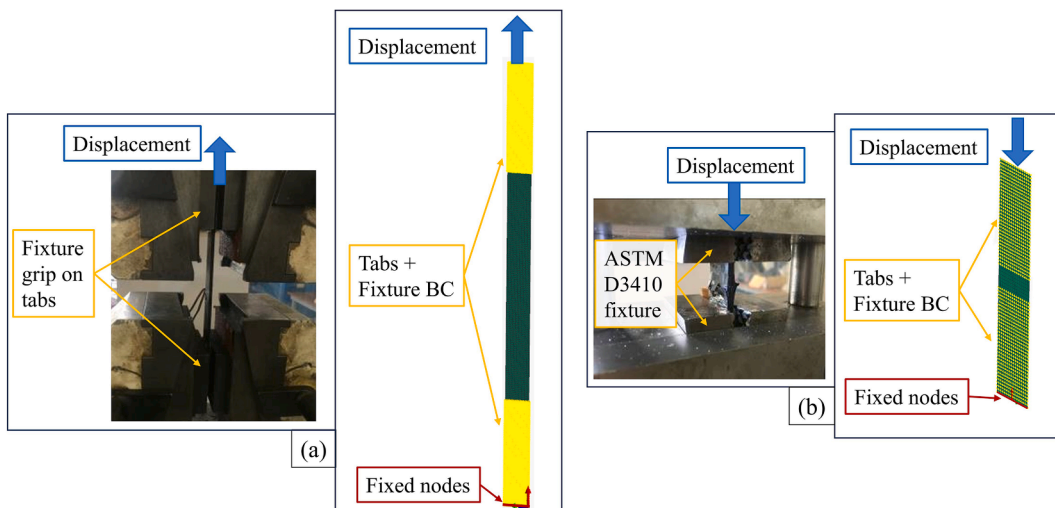 Displacement
Fixture
grip on
tabs
(a)
Displacement
Tabs +
Fixture BC
Fixed nodes
Displacement
ASTM
D3410
fixture
(b)
Displacement
Tabs +
Fixture BC
Fixed nodes